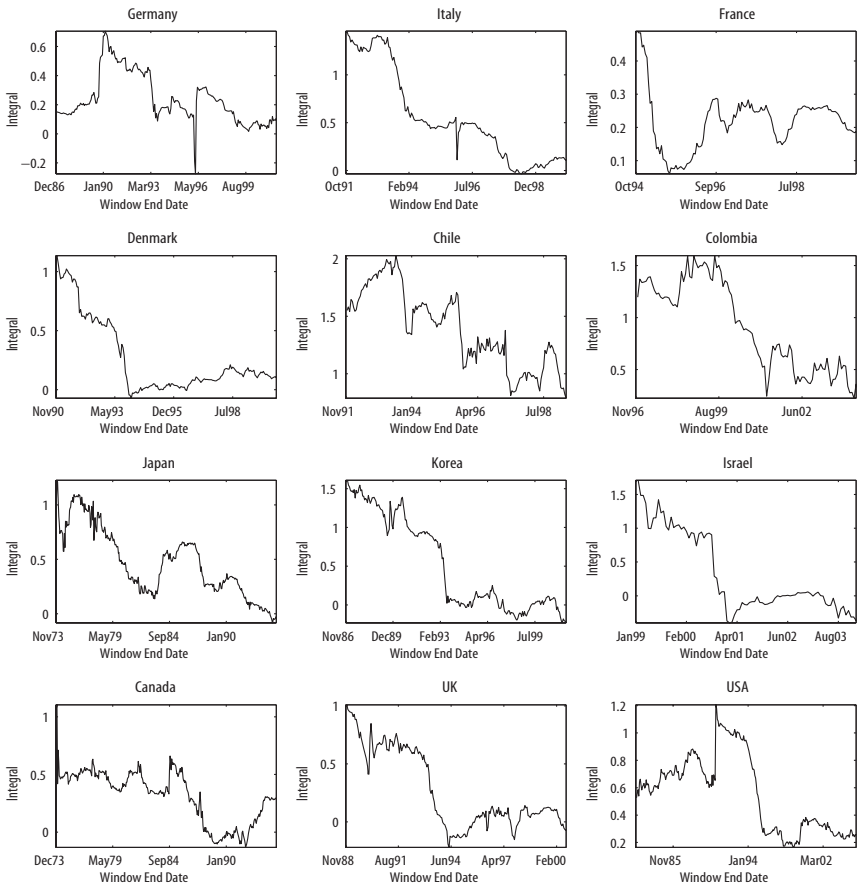 Germany
Integral
0.6
0.4
0.2
0
−0.2
Dec86 Jan90 Mar93 May96 Aug99
Window End Date
Italy
Integral
1
0.5
0
Oct91 Feb94 Jul96 Dec98
Window End Date
France
Integral
0.4
0.3
0.2
0.1
Oct94 Sep96 Jul98
Window End Date
Denmark
Integral
1
0.5
0
Nov90 May93 Dec95 Jul98
Window End Date
Chile
Integral
2
1.5
1
Nov91 Jan94 Apr96 Jul98
Window End Date
Colombia
Integral
1.5
1
0.5
Nov96 Aug99 Jun02
Window End Date
Japan
Integral
1
0.5
0
Nov73 May79 Sep84 Jan90
Window End Date
Korea
Integral
1.5
1
0.5
0
Nov86 Dec89 Feb93 Apr96 Jul99
Window End Date
Israel
Integral
1.5
1
0.5
0
Jan99 Feb00 Apr01 Jun02 Aug03
Window End Date
Canada
Integral
1
0.5
0
Dec73 May79 Sep84 Jan90
Window End Date
UK
Integral
1
0.5
0
Nov88 Aug91 Jun94 Apr97 Feb00
Window End Date
USA
Integral
1.2
1
0.8
0.6
0.4
0.2
Nov85 Jan94 Mar02
Window End Date